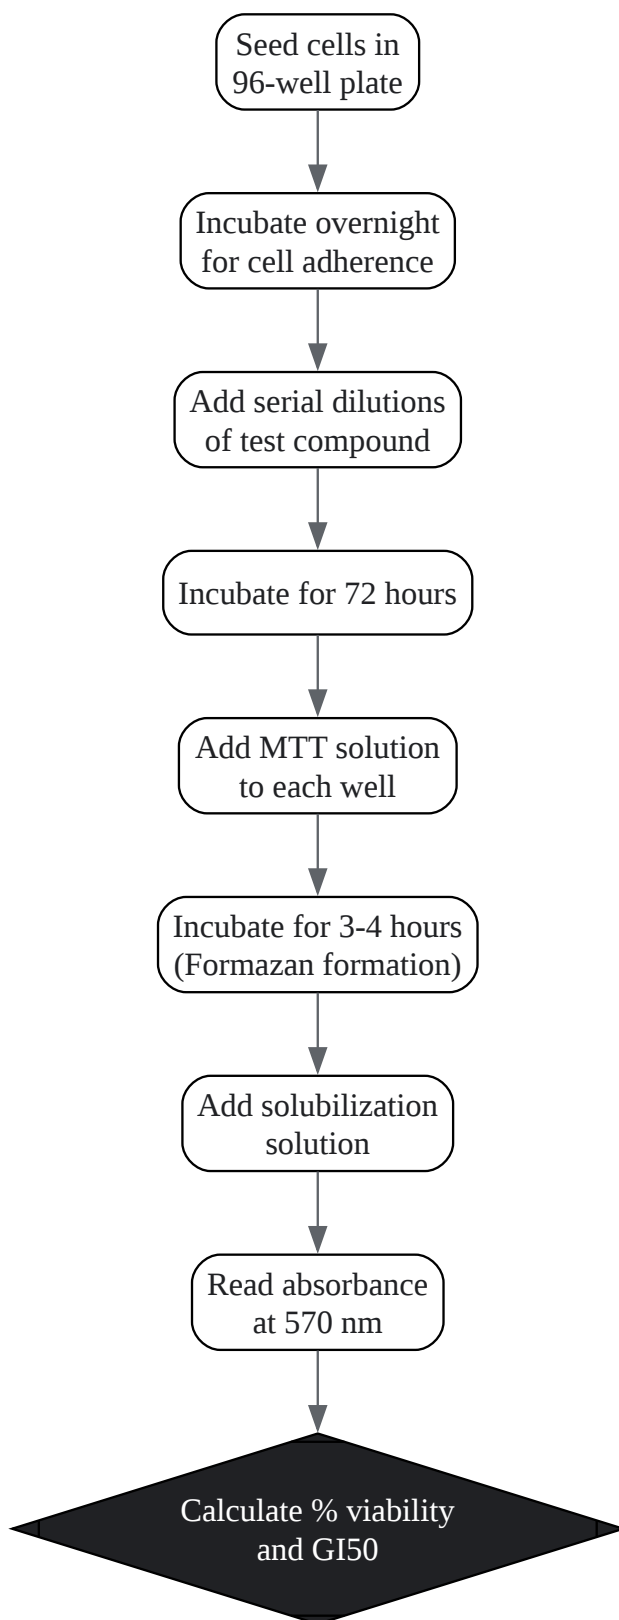 Seed cells in
96-well plate
Incubate overnight
for cell adherence
Add serial dilutions
of test compound
Incubate for 72 hours
Add MTT solution
to each well
Incubate for 3-4 hours
(Formazan formation)
Add solubilization
solution
Read absorbance
at 570 nm
Calculate % viability
and GI50